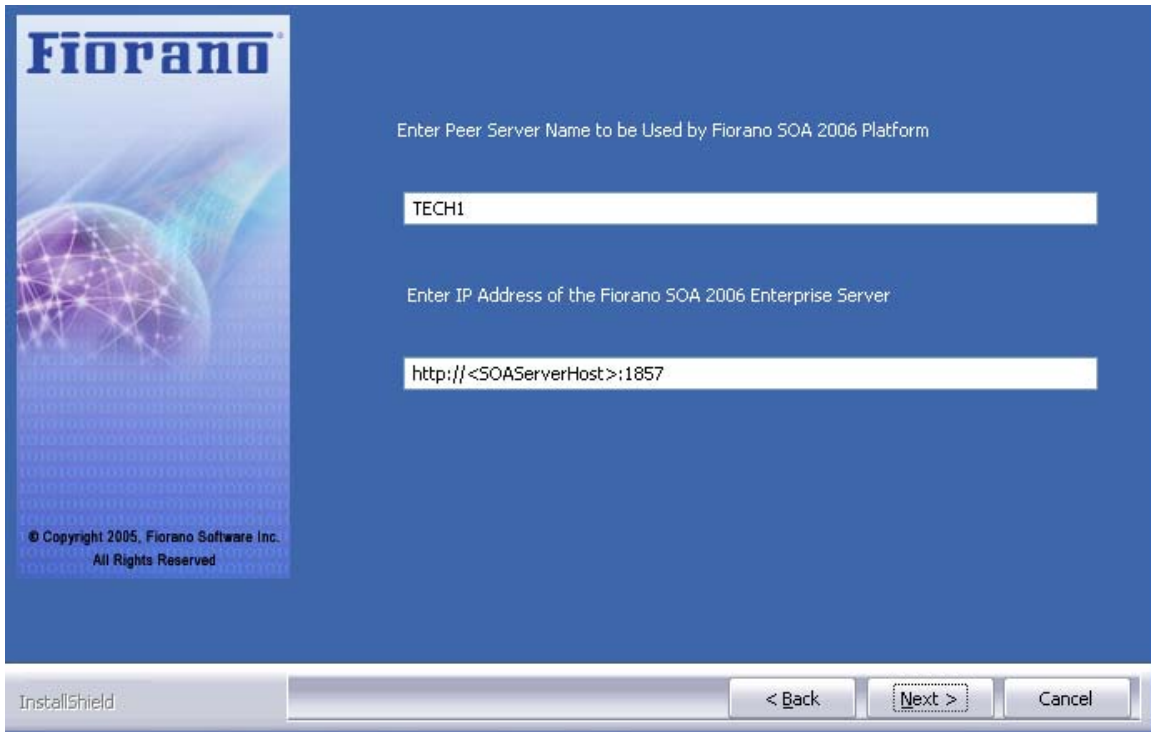 Fiorano
Enter Peer Server Name to be Used by Fiorano SOA 2006 Platform
TECH1
Enter IP Address of the Fiorano SOA 2006 Enterprise Server
http://<SOAServerHost>:1857
© Copyright 2005, Fiorano Software Inc.
All Rights Reserved
InstallShield
< Back
Next >
Cancel